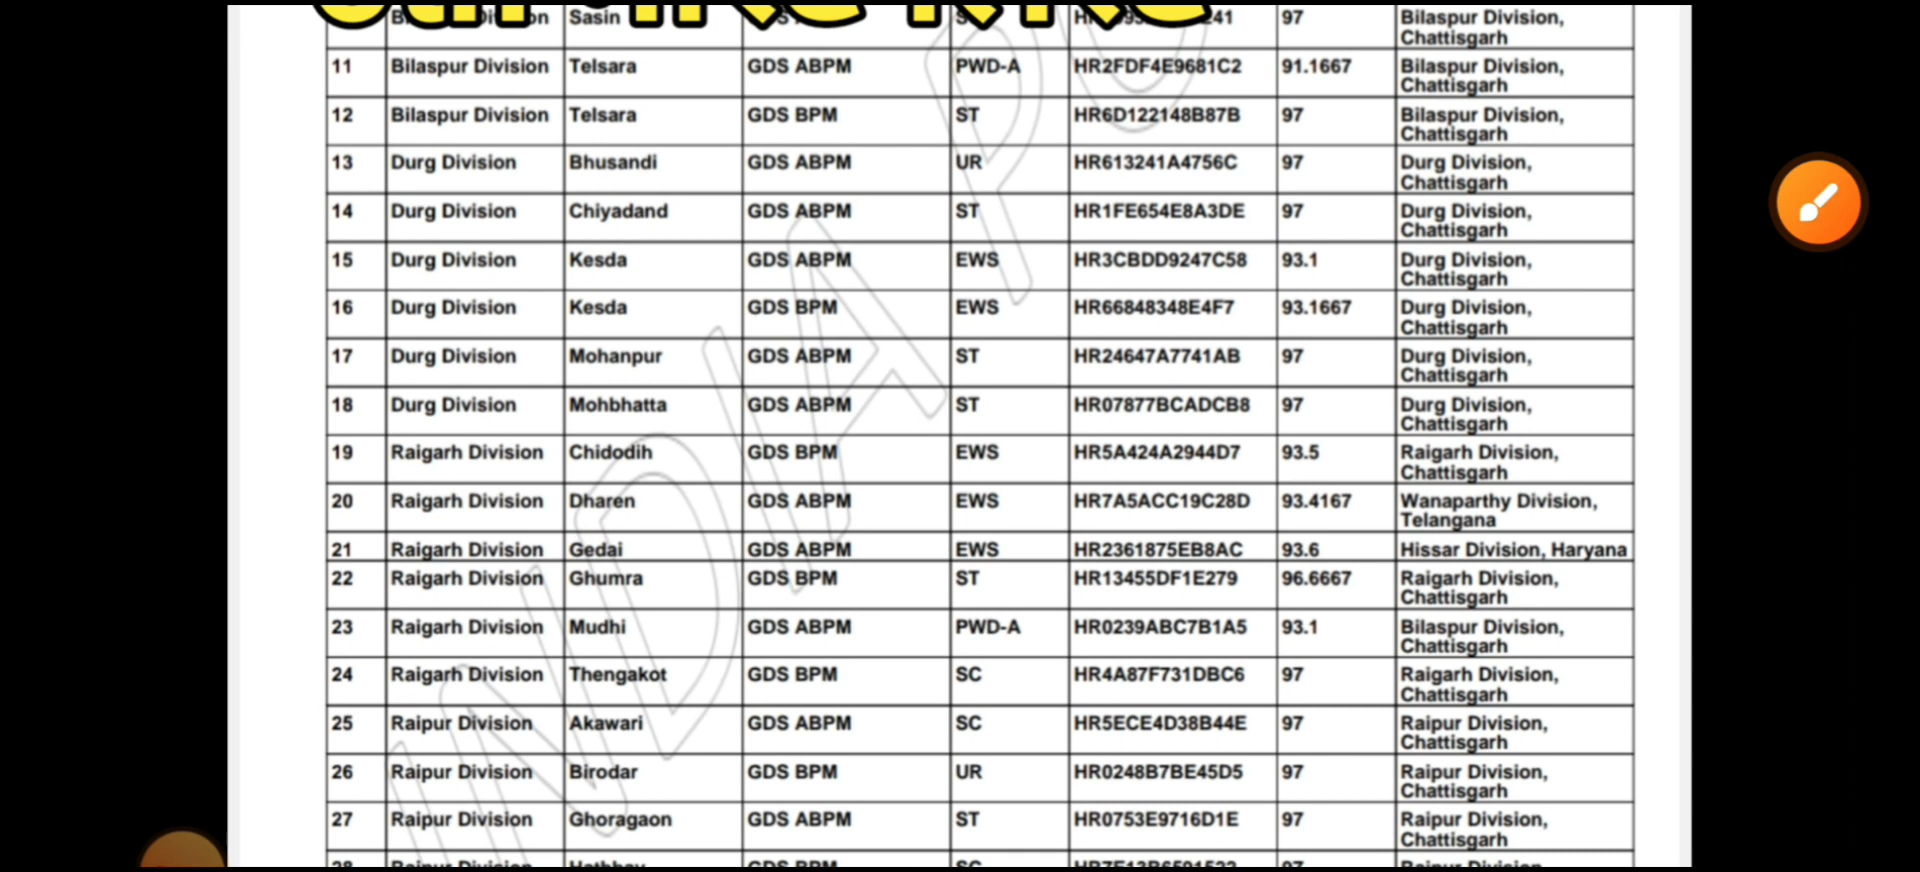 Sasin 97 Bilaspur Division,
Chattisgarh
11 Bilaspur Division Telsara GDS ABPM PWD-A HR2FDF4E9681C2 91.1667 Bilaspur Division,
Chattisgarh
12 Bilaspur Division Telsara GDS BPM ST HR6D122148B87B 97 Bilaspur Division,
Chattisgarh
13 Durg Division Bhusandi GDS ABPM UR HR613241A4756C 97 Durg Division,
Chattisgarh
14 Durg Division Chiyadand GDS ABPM ST HR1FE654E8A3DE 97 Durg Division,
Chattisgarh
15 Durg Division Kesda GDS ABPM EWS HR3CBDD9247C58 93.1 Durg Division,
Chattisgarh
16 Durg Division Kesda GDS BPM EWS HR66848348E4F7 93.1667 Durg Division,
Chattisgarh
17 Durg Division Mohanpur GDS ABPM ST HR24647A7741AB 97 Durg Division,
Chattisgarh
18 Durg Division Mohbhatta GDS ABPM ST HR07877BCADCB8 97 Durg Division,
Chattisgarh
19 Raigarh Division Chidodih GDS BPM EWS HR5A424A2944D7 93.5 Raigarh Division,
Chattisgarh
20 Raigarh Division Dharen GDS ABPM EWS HR7A5ACC19C28D 93.4167 Wanaparthy Division,
Telangana
21 Raigarh Division Gedai GDS ABPM EWS HR2361875EB8AC 93.6 Hissar Division, Haryana
22 Raigarh Division Ghumra GDS BPM ST HR13455DF1E279 96.6667 Raigarh Division,
Chattisgarh
23 Raigarh Division Mudhi GDS ABPM PWD-A HR0239ABC7B1A5 93.1 Bilaspur Division,
Chattisgarh
24 Raigarh Division Thengakot GDS BPM SC HR4A87F731DBC6 97 Raigarh Division,
Chattisgarh
25 Raipur Division Akawari GDS ABPM SC HR5ECE4D38B44E 97 Raipur Division,
Chattisgarh
26 Raipur Division Birodar GDS BPM UR HR0248B7BE45D5 97 Raipur Division,
Chattisgarh
27 Raipur Division Ghoragaon GDS ABPM ST HR0753E9716D1E 97 Raipur Division,
Chattisgarh
INDIA PO